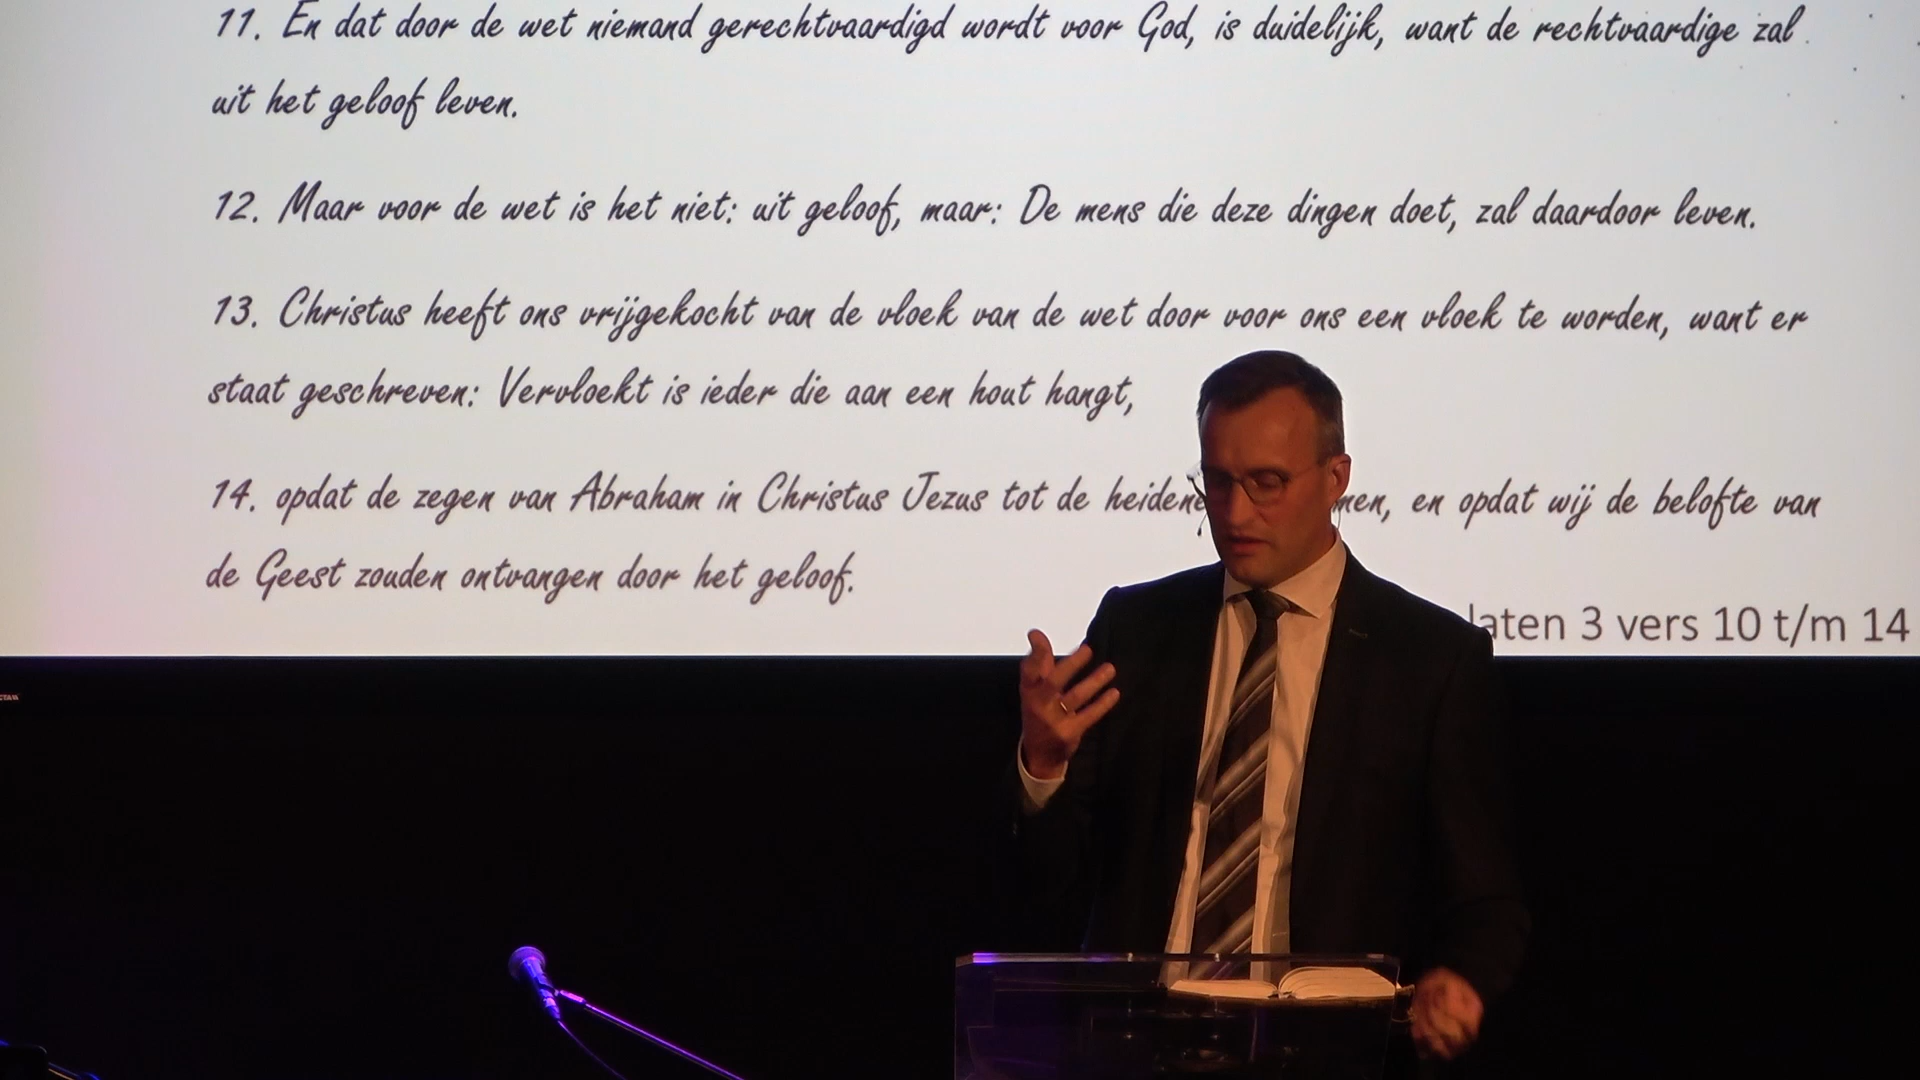 11. En dat door de wet niemand gerechtvaardigd wordt voor God, is duidelijk, want de rechtvaardige zal
uit het geloof leven.
12. Maar voor de wet is het niet: uit geloof, maar: De mens die deze dingen doet, zal daardoor leven.
13. Christus heeft ons vrijgekocht van de vloek van de wet door voor ons een vloek te worden, want er
staat geschreven: Vervloekt is ieder die aan een hout hangt,
14. opdat de zegen van Abraham in Christus Jezus tot de heidene men, en opdat wij de belofte van
de Geest zouden ontvangen door het geloof.
laten 3 vers 10 t/m 14